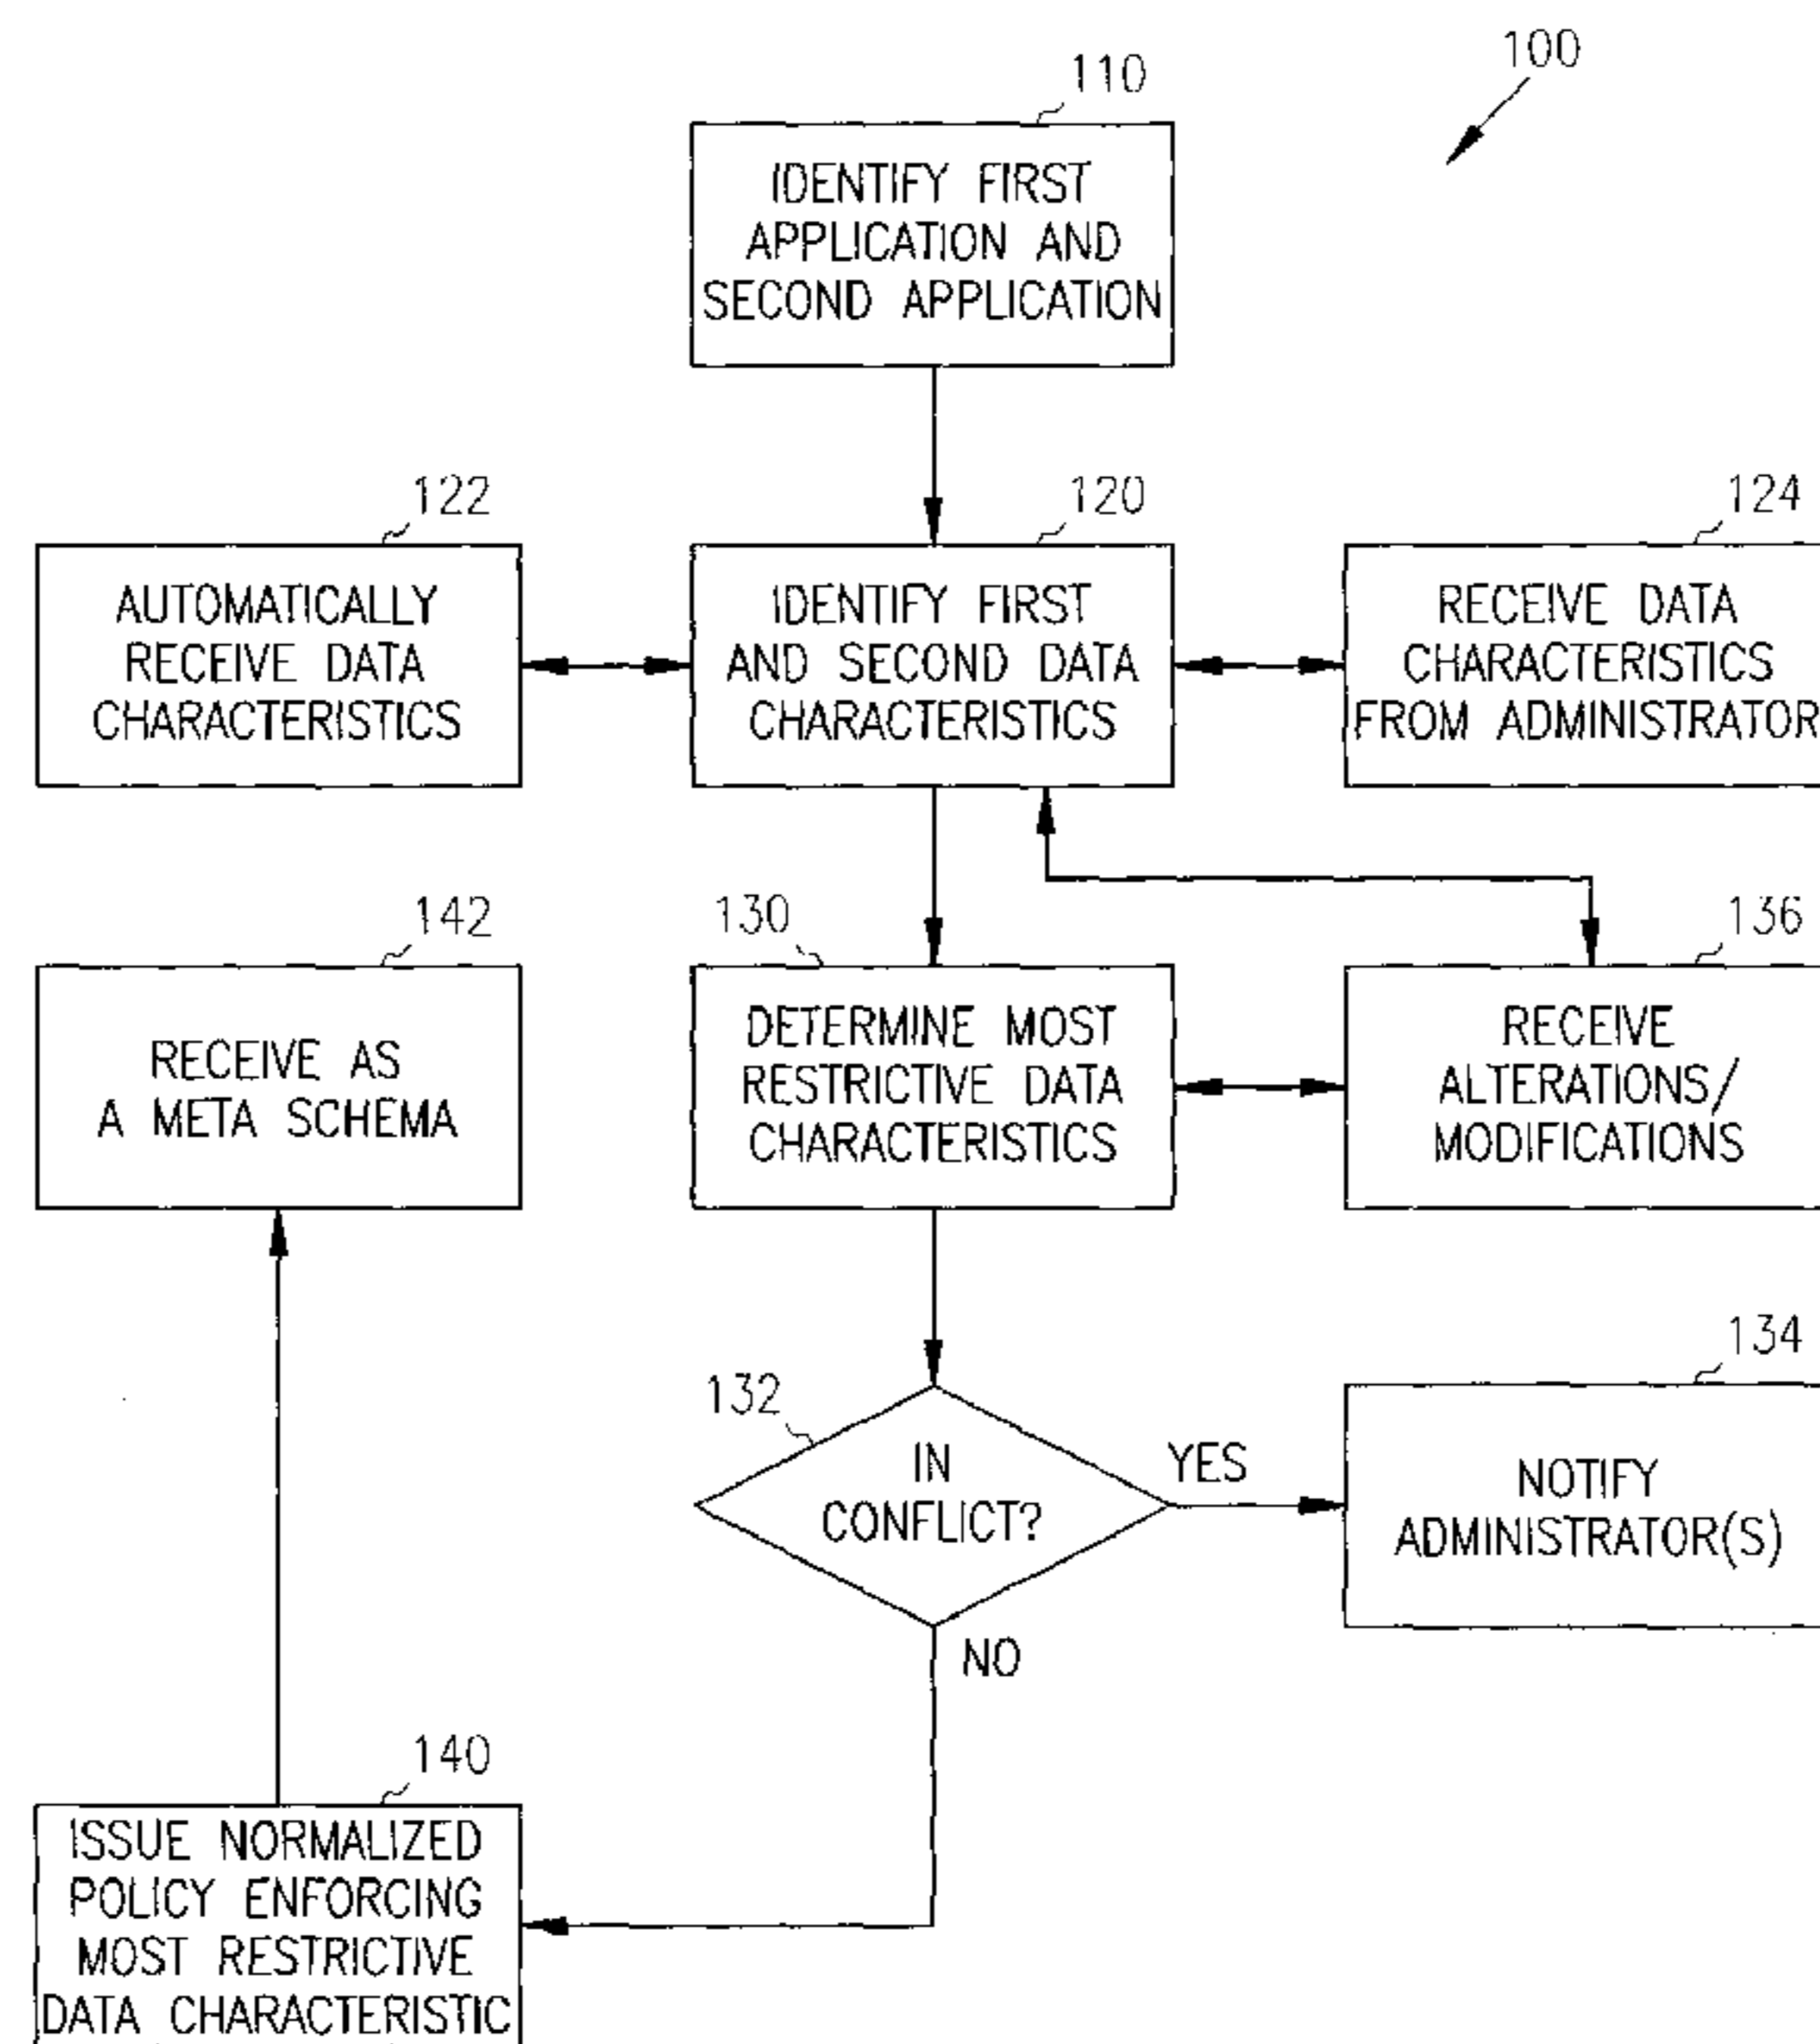 100
110
IDENTIFY FIRST
APPLICATION AND
SECOND APPLICATION
122
AUTOMATICALLY
RECEIVE DATA
CHARACTERISTICS
120
IDENTIFY FIRST
AND SECOND DATA
CHARACTERISTICS
124
RECEIVE DATA
CHARACTERISTICS
FROM ADMINISTRATOR
142
RECEIVE AS
A META SCHEMA
130
DETERMINE MOST
RESTRICTIVE DATA
CHARACTERISTICS
136
RECEIVE
ALTERATIONS/
MODIFICATIONS
132
IN
CONFLICT?
YES
NO
134
NOTIFY
ADMINISTRATOR(S)
140
ISSUE NORMALIZED
POLICY ENFORCING
MOST RESTRICTIVE
DATA CHARACTERISTIC